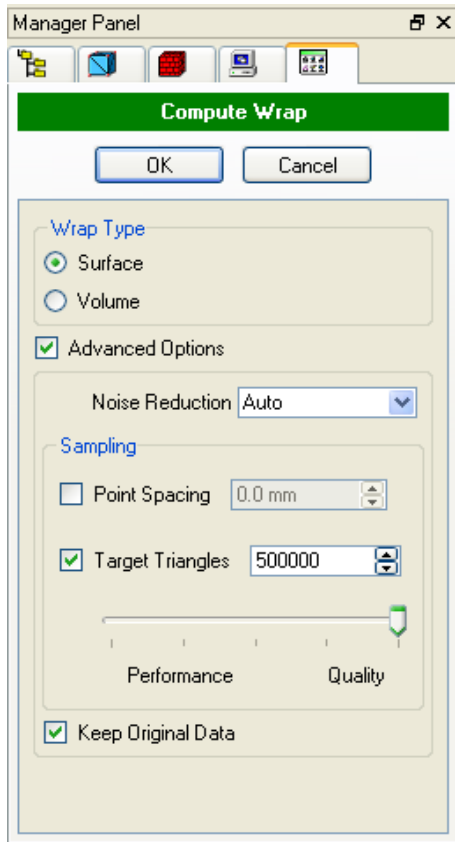 Manager Panel
Compute Wrap
OK Cancel
Wrap Type
Surface
Volume
Advanced Options
Noise Reduction Auto
Sampling
Point Spacing 0.0 mm
Target Triangles 500000
Performance Quality
Keep Original Data